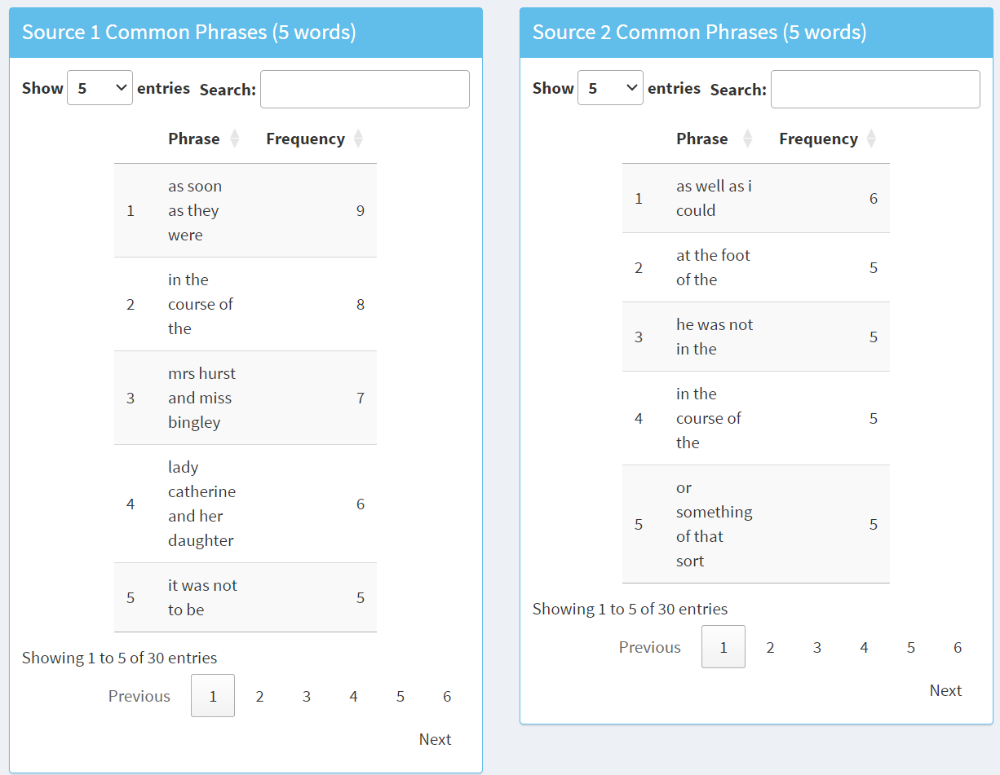 Source 1 Common Phrases (5 words)
Show 5 entries Search:
Phrase Frequency
as soon
1 as they 9
were
in the
2 course of 8
the
mrs hurst
3 and miss 7
bingley
lady
catherine
4 and her 6
daughter
it was not
5 5
to be
Showing 1 to 5 of 30 entries
Previous 1 2 3 4 5 6
Next
Source 2 Common Phrases (5 words)
Show 5 entries Search:
Phrase Frequency
as well as i
1 6
could
at the foot
2 5
of the
he was not
3 5
in the
in the
4 course of 5
the
or
something
5 5
of that
sort
Showing 1 to 5 of 30 entries
Previous 1 2 3 4 5 6
Next